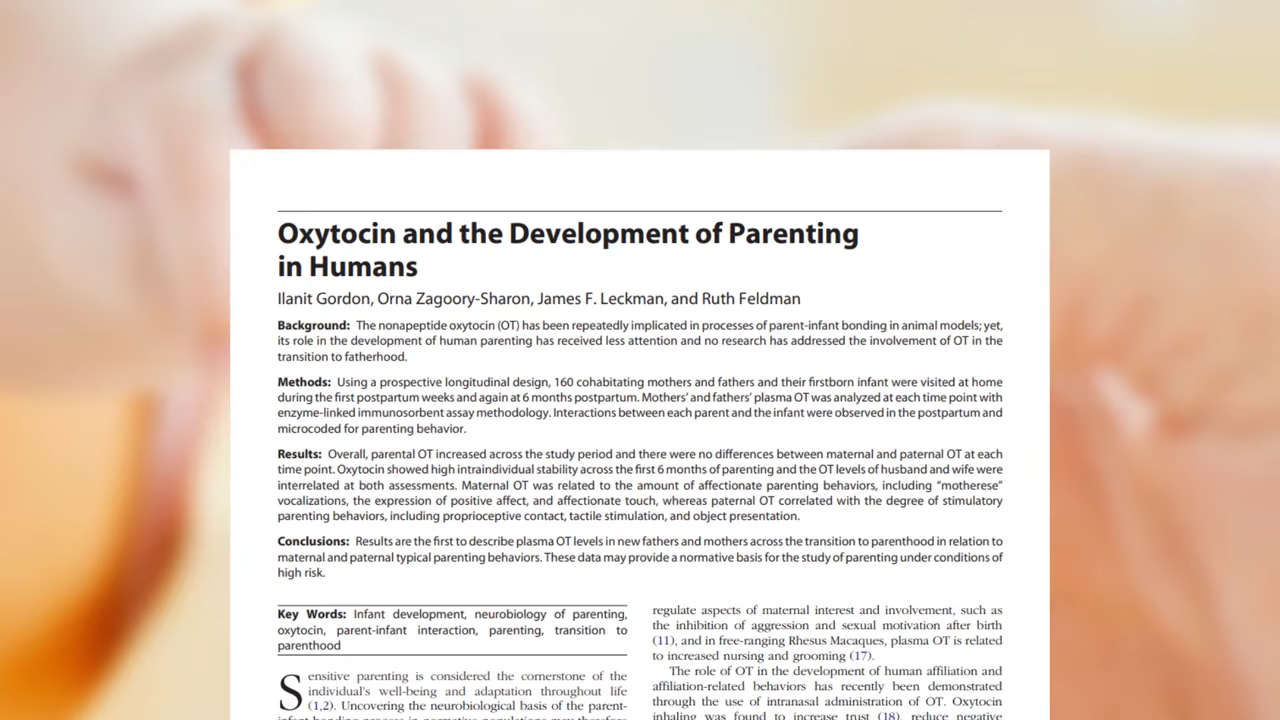 Oxytocin and the Development of Parenting
in Humans
Ilanit Gordon, Orna Zagoory-Sharon, James F. Leckman, and Ruth Feldman
Background: The nonapeptide oxytocin (OT) has been repeatedly implicated in processes of parent-infant bonding in animal models; yet,
its role in the development of human parenting has received less attention and no research has addressed the involvement of OT in the
transition to fatherhood.
Methods: Using a prospective longitudinal design, 160 cohabitating mothers and fathers and their firstborn infant were visited at home
during the first postpartum weeks and again at 6 months postpartum. Mothers' and fathers' plasma OT was analyzed at each time point with
enzyme-linked immunosorbent assay methodology. Interactions between each parent and the infant were observed in the postpartum and
microcoded for parenting behavior.
Results: Overall, parental OT increased across the study period and there were no differences between maternal and paternal OT at each
time point. Oxytocin showed high intraindividual stability across the first 6 months of parenting and the OT levels of husband and wife were
interrelated at both assessments. Maternal OT was related to the amount of affectionate parenting behaviors, including "motherese"
vocalizations, the expression of positive affect, and affectionate touch, whereas paternal OT correlated with the degree of stimulatory
parenting behaviors, including proprioceptive contact, tactile stimulation, and object presentation.
Conclusions: Results are the first to describe plasma OT levels in new fathers and mothers across the transition to parenthood in relation to
maternal and paternal typical parenting behaviors. These data may provide a normative basis for the study of parenting under conditions of
high risk.
Key Words: Infant development, neurobiology of parenting,
oxytocin, parent-infant interaction, parenting, transition to
parenthood
Sensitive parenting is considered the cornerstone of the
individual's well-being and adaptation throughout life
(1,2). Uncovering the neurobiological basis of the parent-
infant bonding process in normative populations may therefore
regulate aspects of maternal interest and involvement, such as
the inhibition of aggression and sexual motivation after birth
(11), and in free-ranging Rhesus Macaques, plasma OT is related
to increased nursing and grooming (17).
The role of OT in the development of human affiliation and
affiliation-related behaviors has recently been demonstrated
through the use of intranasal administration of OT. Oxytocin
inhaling was found to increase trust (18), reduce negative